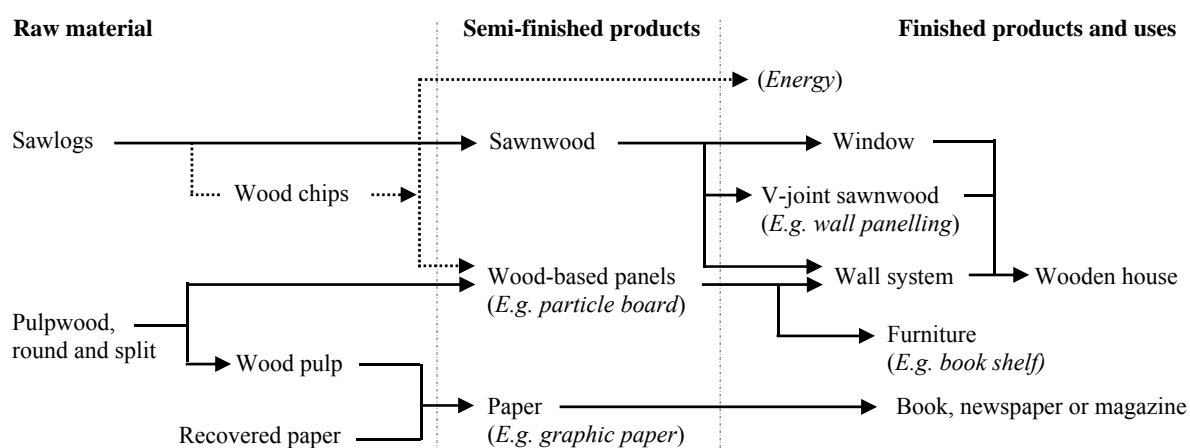 Raw material
Semi-finished products
Finished products and uses
(Energy)
Sawlogs
Sawnwood
Window
Wood chips
V-joint sawnwood
(E.g. wall panelling)
Wood-based panels
(E.g. particle board)
Wall system
Wooden house
Pulpwood,
round and split
Furniture
(E.g. book shelf)
Wood pulp
Paper
(E.g. graphic paper)
Book, newspaper or magazine
Recovered paper